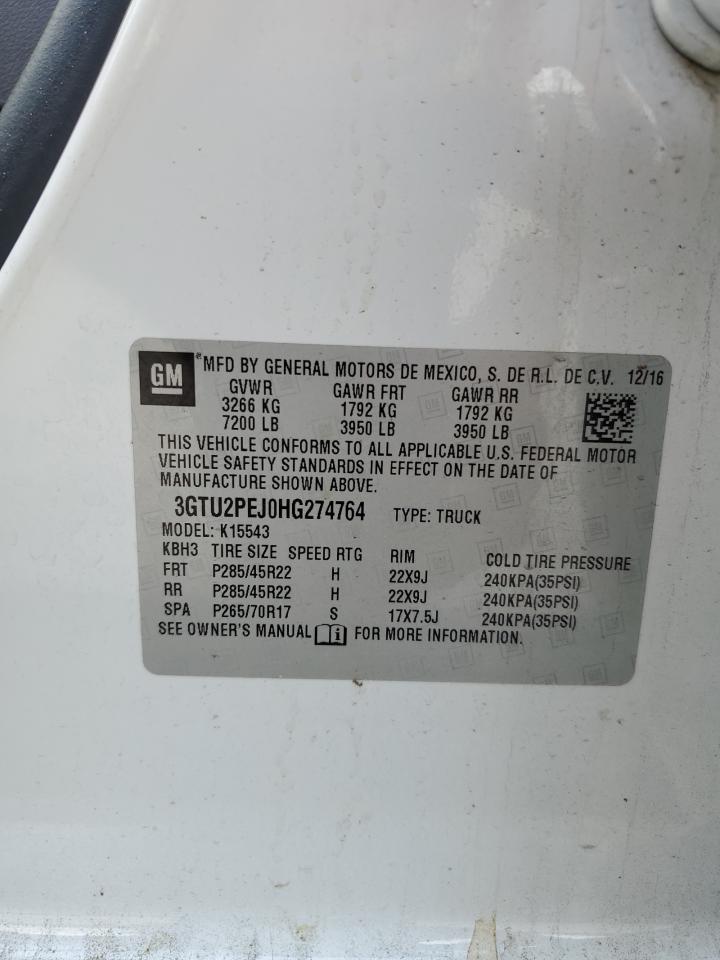 GM *MFD BY GENERAL MOTORS DE MEXICO, S. DE R.L. DE C.V. 12/16
GVWR GAWR FRT GAWR RR
3266 KG 1792 KG 1792 KG
7200 LB 3950 LB 3950 LB
THIS VEHICLE CONFORMS TO ALL APPLICABLE U.S. FEDERAL MOTOR
VEHICLE SAFETY STANDARDS IN EFFECT ON THE DATE OF
MANUFACTURE SHOWN ABOVE.
3GTU2PEJ0HG274764 TYPE: TRUCK
MODEL: K15543
KBH3 TIRE SIZE SPEED RTG RIM COLD TIRE PRESSURE
FRT P285/45R22 H 22X9J 240KPA(35PSI)
RR P285/45R22 H 22X9J 240KPA(35PSI)
SPA P265/70R17 S 17X7.5J 240KPA(35PSI)
SEE OWNER'S MANUAL i FOR MORE INFORMATION.